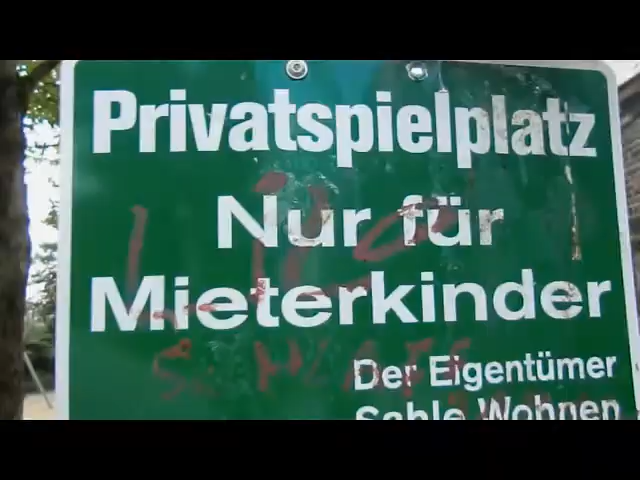 Privatspielplatz
Nur für
Mieterkinder
Der Eigentümer
Sahle Wohnen